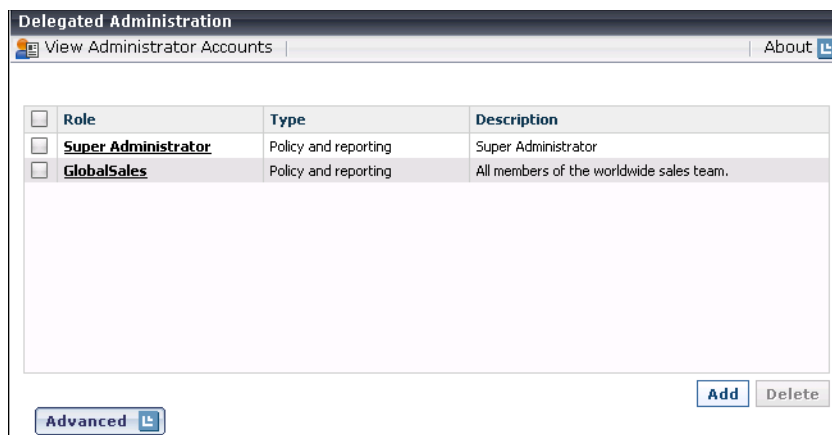 Delegated Administration
View Administrator Accounts | | About
Role Type Description
Super Administrator Policy and reporting Super Administrator
GlobalSales Policy and reporting All members of the worldwide sales team.
Add Delete
Advanced